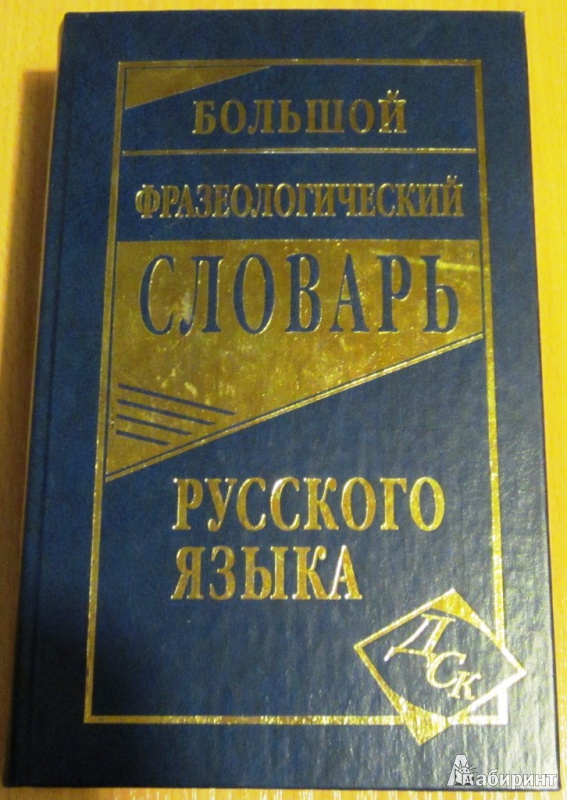 БОЛЬШОЙ
ФРАЗЕОЛОГИЧЕСКИЙ
СЛОВАРЬ
РУССКОГО
ЯЗЫКА
ДСК
Лабиринт